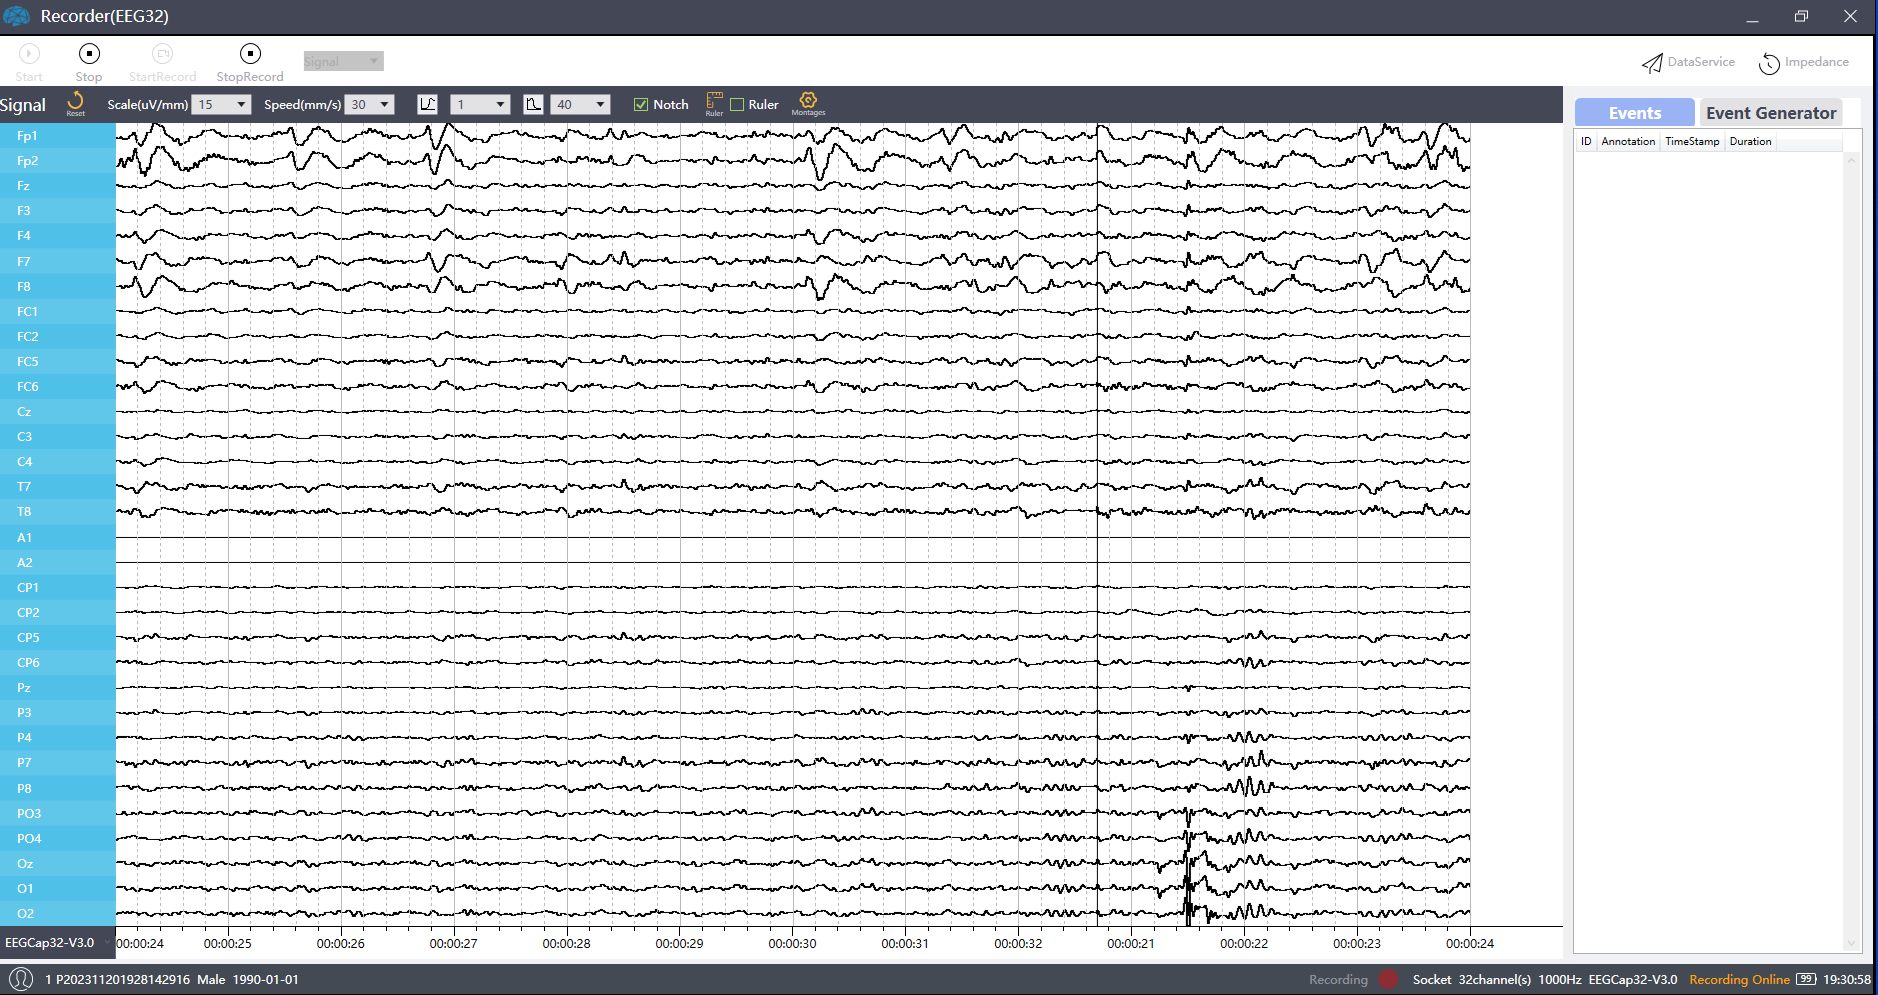 Recorder(EEG32)
Start Stop StartRecord StopRecord Signal DataService Impedance
Signal Reset Scale(uV/mm) 15 Speed(mm/s) 30 1 40 Notch Ruler Ruler Montages
Events Event Generator
ID Annotation TimeStamp Duration
Fp1
Fp2
Fz
F3
F4
F7
F8
FC1
FC2
FC5
FC6
Cz
C3
C4
T7
T8
A1
A2
CP1
CP2
CP5
CP6
Pz
P3
P4
P7
P8
PO3
PO4
Oz
O1
O2
EEGCap32-V3.0 00:00:24 00:00:25 00:00:26 00:00:27 00:00:28 00:00:29 00:00:30 00:00:31 00:00:32 00:00:21 00:00:22 00:00:23 00:00:24
1 P202311201928142916 Male 1990-01-01 Recording Socket 32channel(s) 1000Hz EEGCap32-V3.0 Recording Online 99 19:30:58